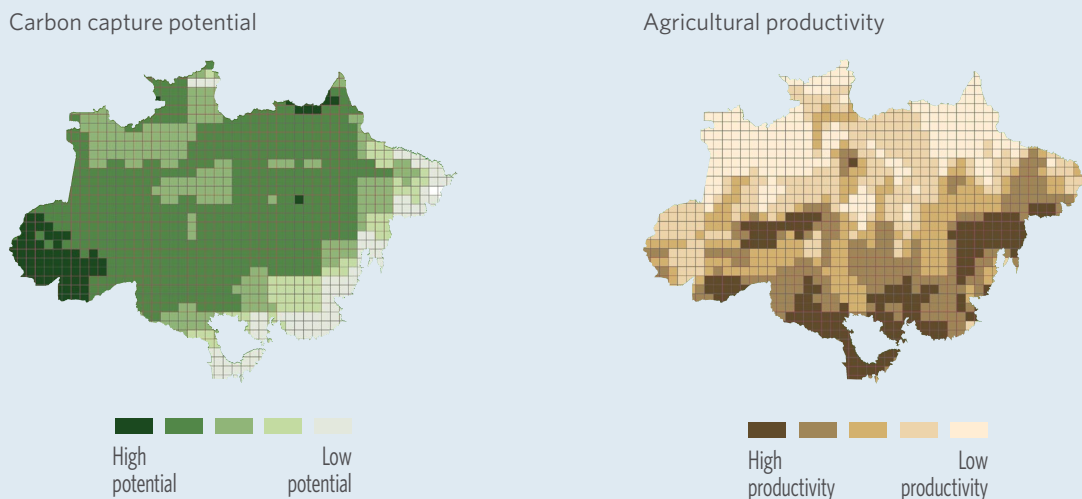 Carbon capture potential
Agricultural productivity
High
potential
Low
potential
High
productivity
Low
productivity